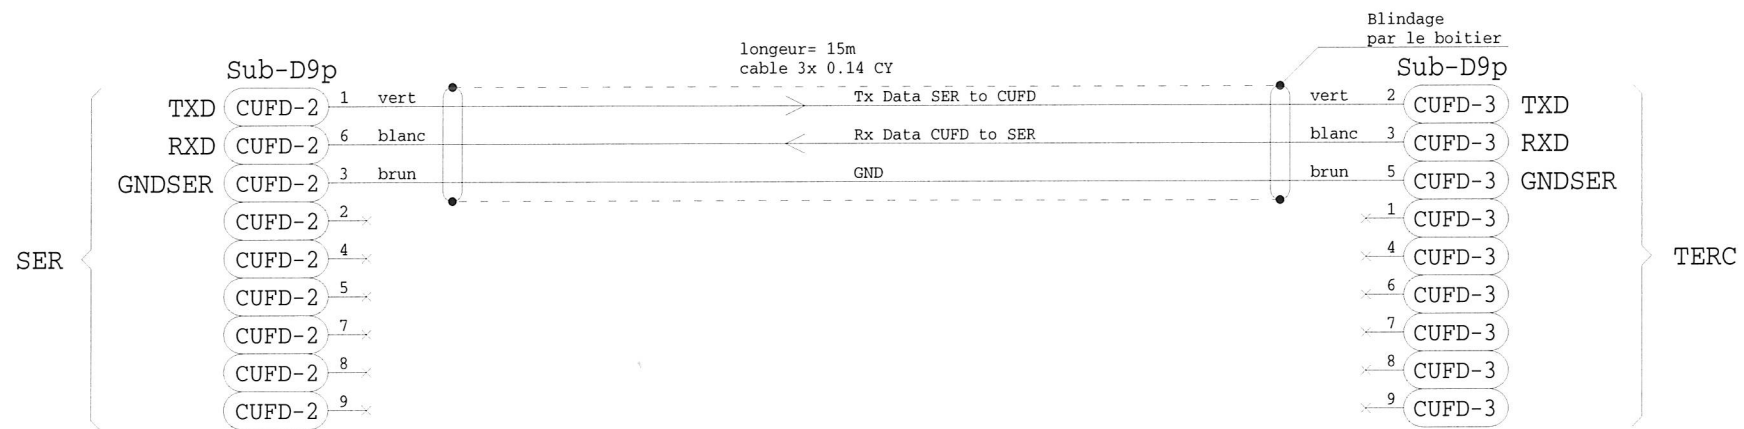 Blindage
par le boitier
longeur= 15m
cable 3x 0.14 CY
Sub-D9p
Sub-D9p
TXD CUFD-2 1 vert Tx Data SER to CUFD vert 2 CUFD-3 TXD
RXD CUFD-2 6 blanc Rx Data CUFD to SER blanc 3 CUFD-3 RXD
GNDSER CUFD-2 3 brun GND brun 5 CUFD-3 GNDSER
CUFD-2 2 1 CUFD-3
SER CUFD-2 4 4 CUFD-3 TERC
CUFD-2 5 6 CUFD-3
CUFD-2 7 7 CUFD-3
CUFD-2 8 8 CUFD-3
CUFD-2 9 9 CUFD-3